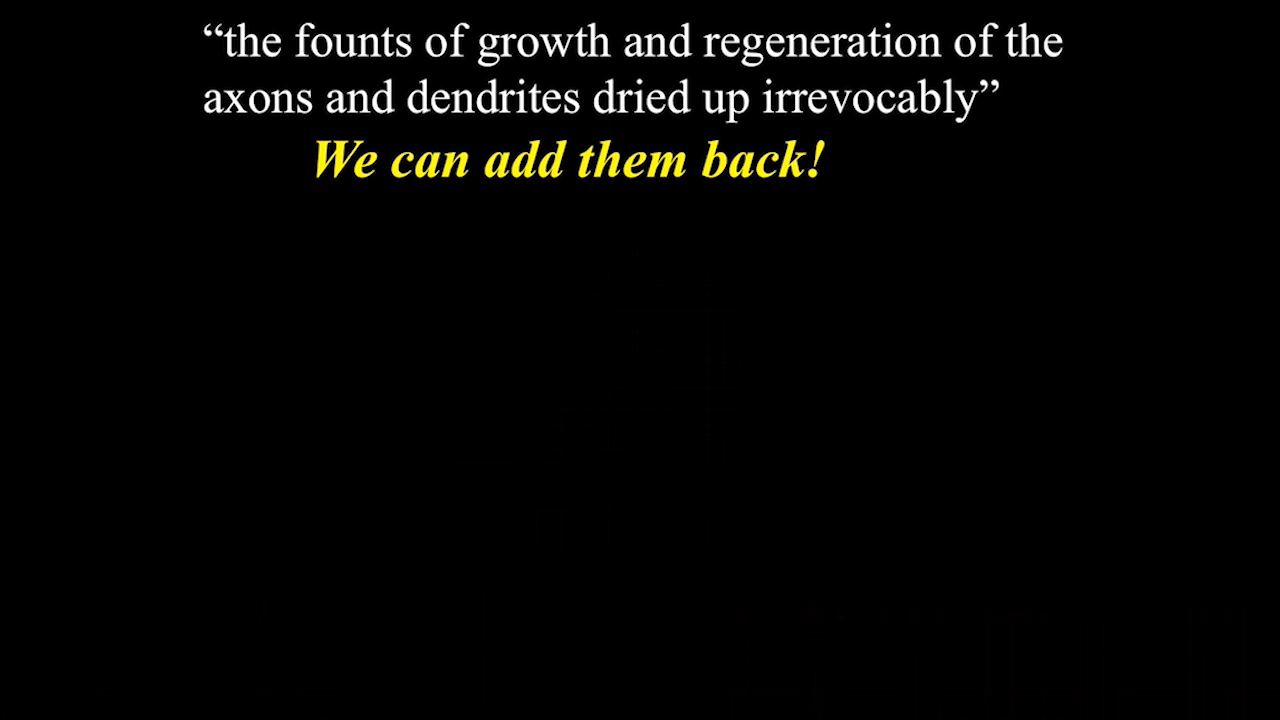 “the founts of growth and regeneration of the
axons and dendrites dried up irrevocably”
We can add them back!